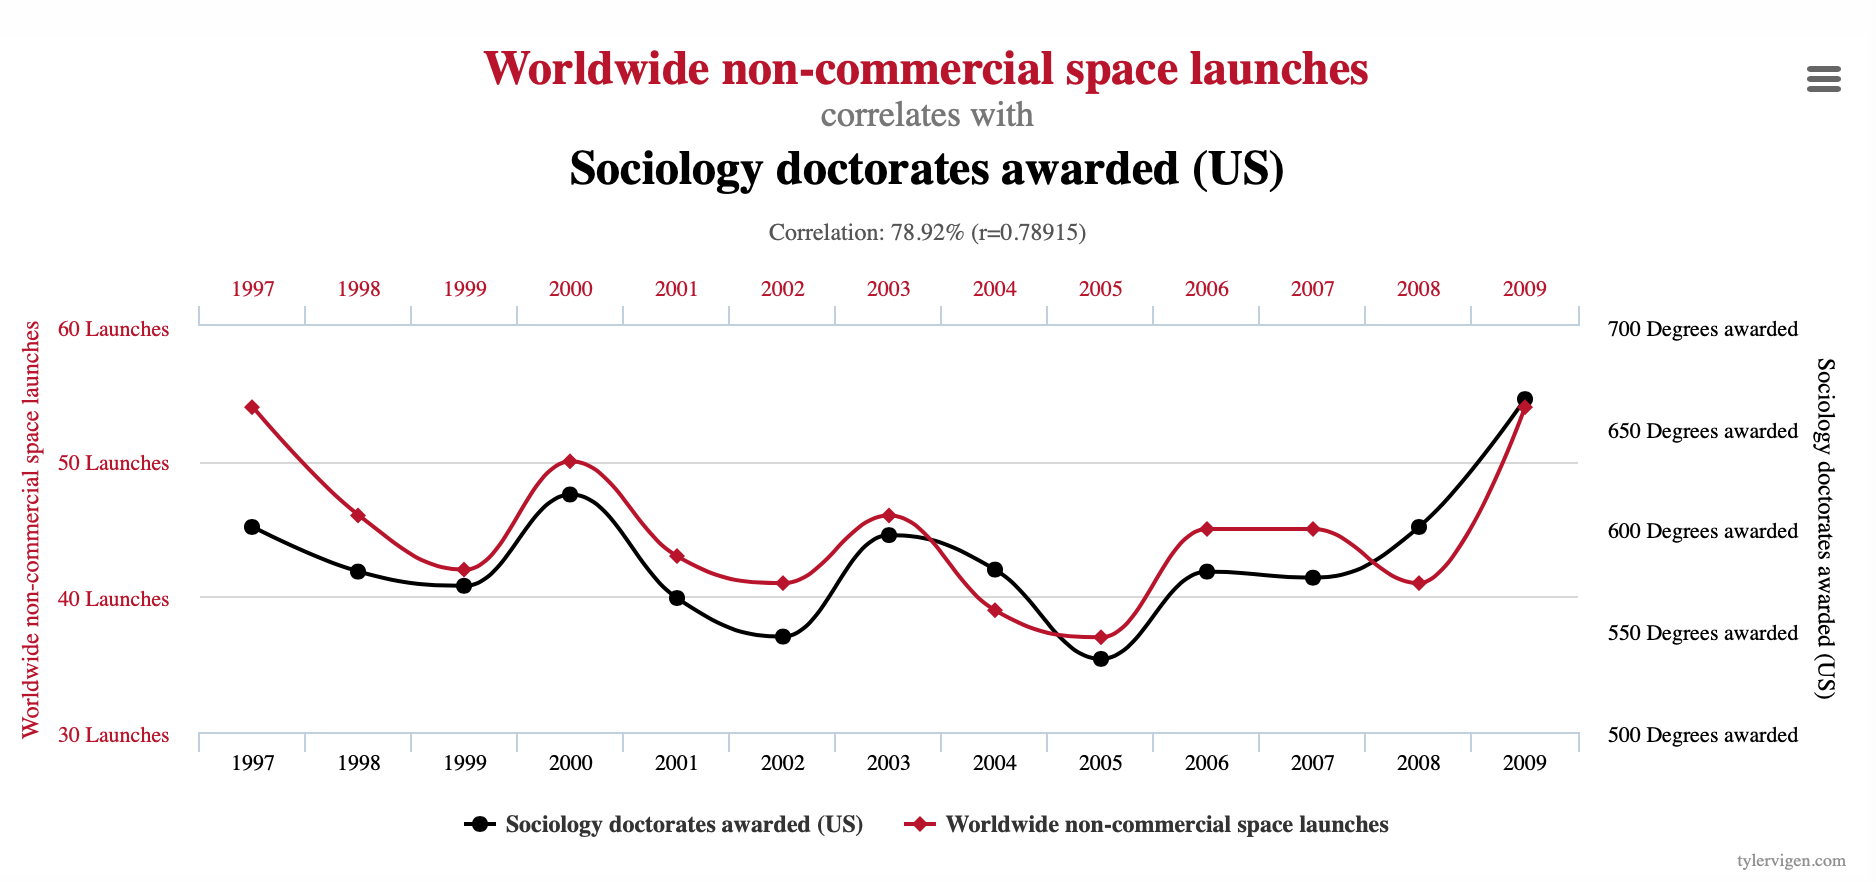 Worldwide non-commercial space launches
correlates with
Sociology doctorates awarded (US)
Correlation: 78.92% (r=0.78915)
1997 1998 1999 2000 2001 2002 2003 2004 2005 2006 2007 2008 2009
Worldwide non-commercial space launches
60 Launches
50 Launches
40 Launches
30 Launches
700 Degrees awarded
650 Degrees awarded
600 Degrees awarded
550 Degrees awarded
500 Degrees awarded
Sociology doctorates awarded (US)
1997 1998 1999 2000 2001 2002 2003 2004 2005 2006 2007 2008 2009
Sociology doctorates awarded (US) Worldwide non-commercial space launches
tylervigen.com